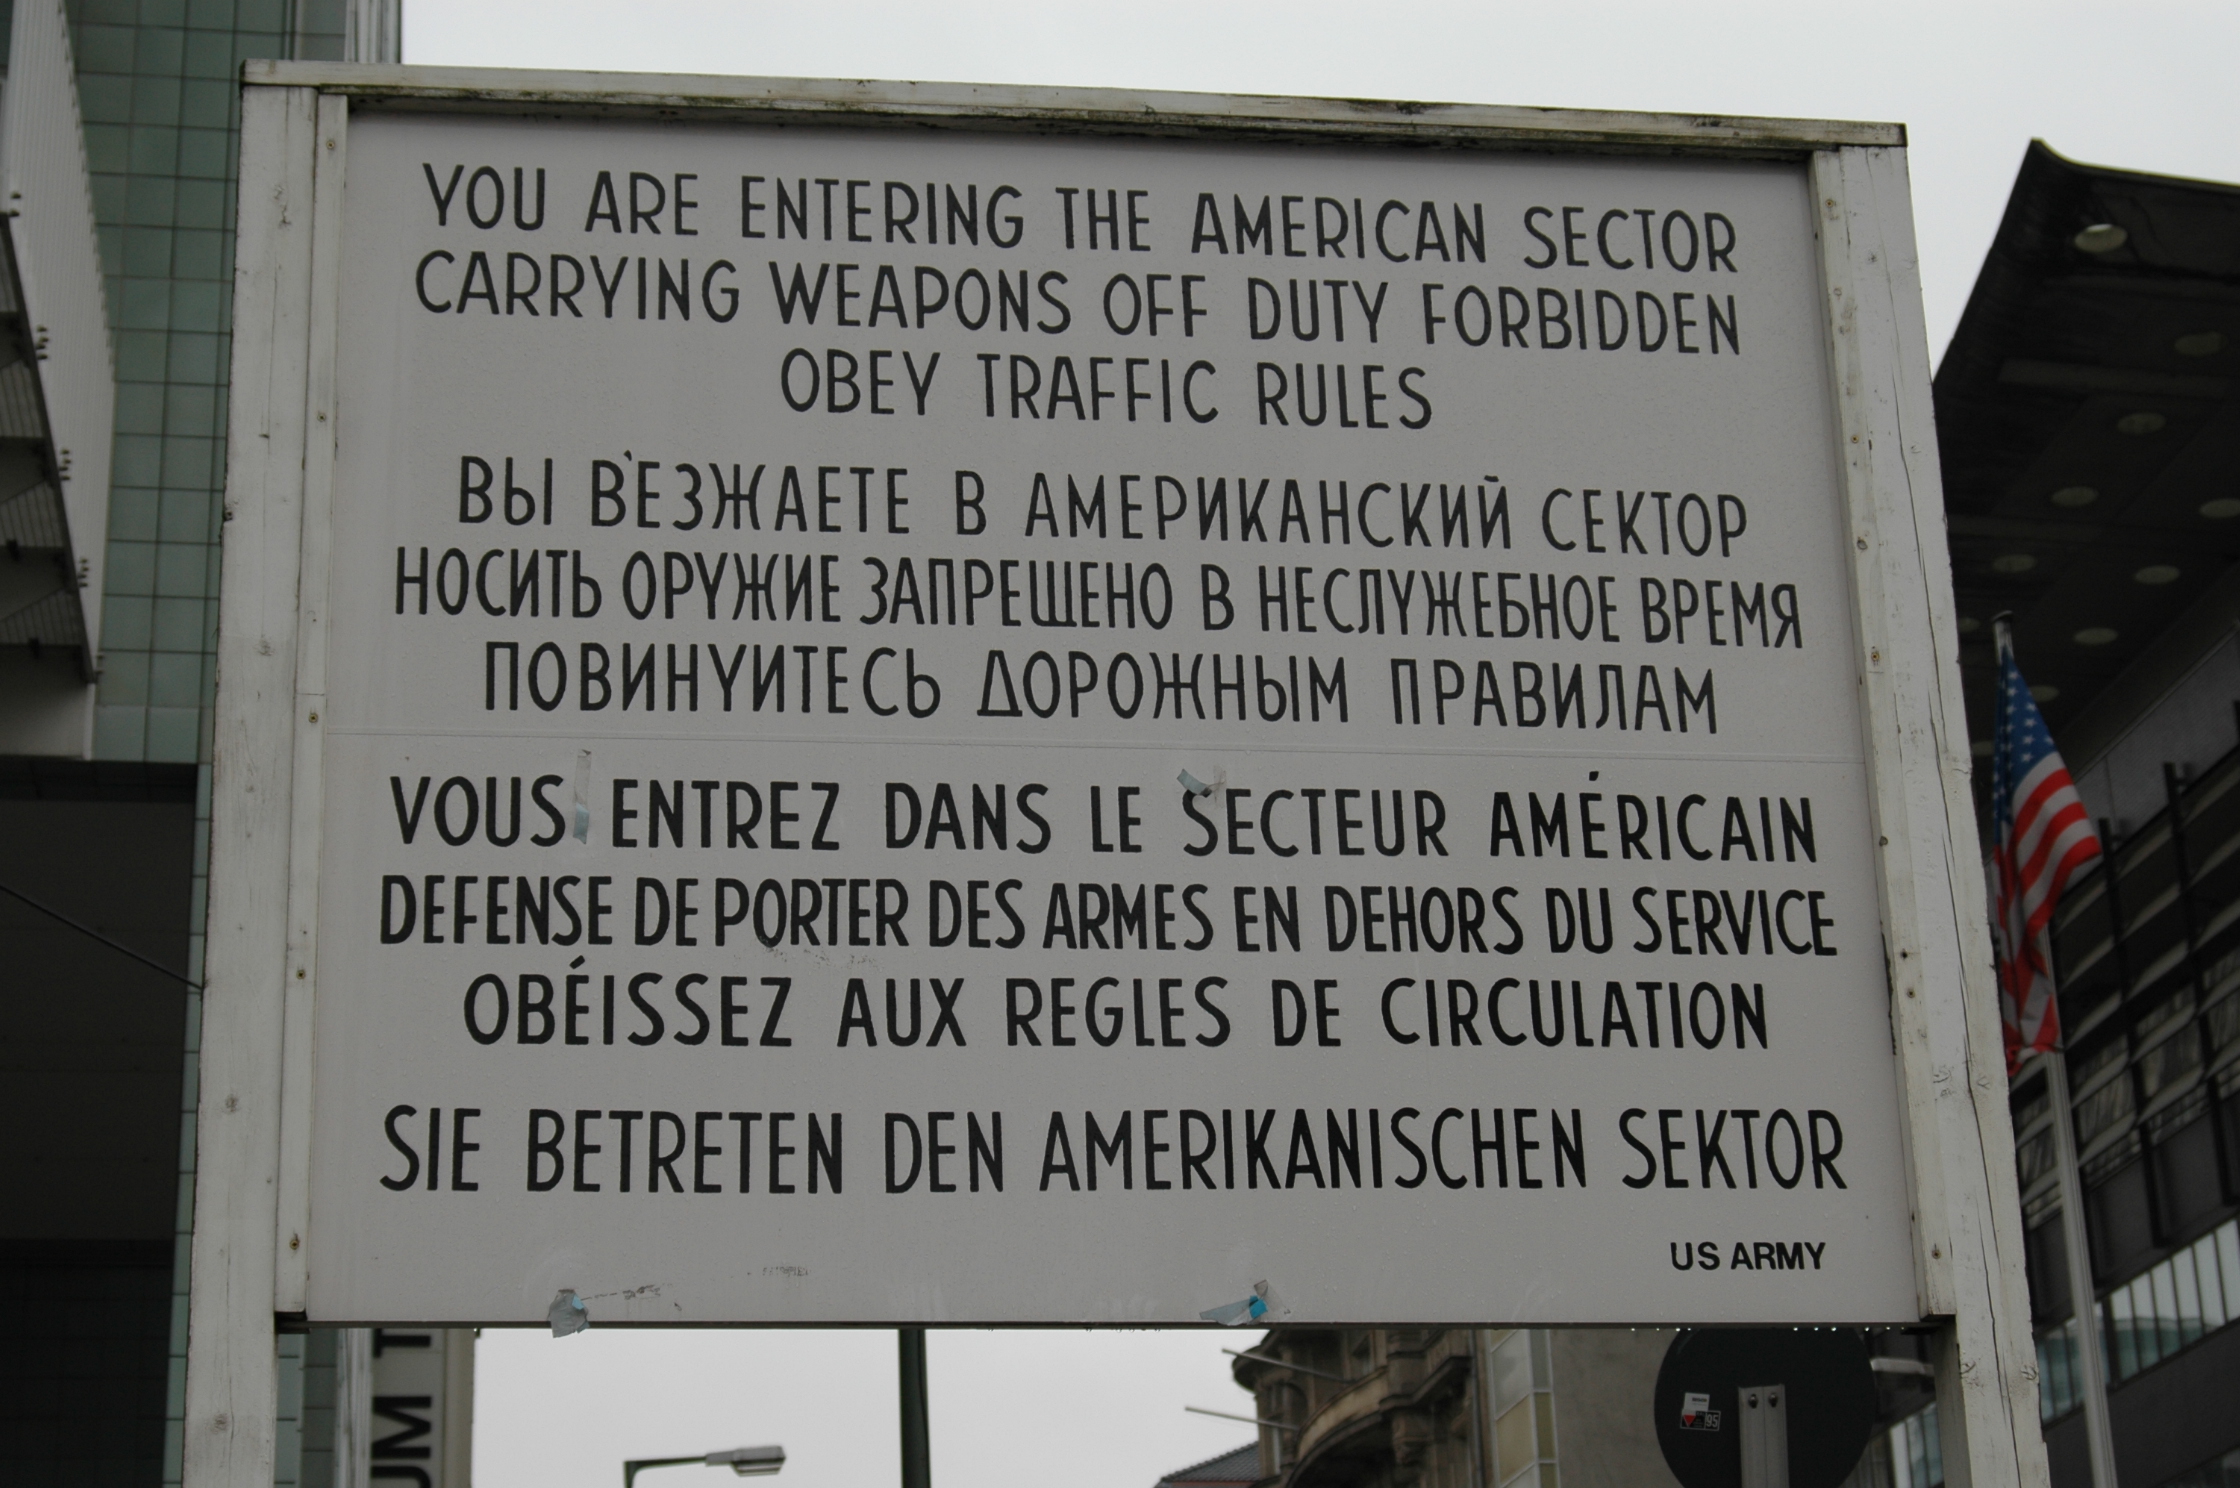 YOU ARE ENTERING THE AMERICAN SECTOR
CARRYING WEAPONS OFF DUTY FORBIDDEN
OBEY TRAFFIC RULES
ВЫ В'ЕЗЖАЕТЕ В АМЕРИКАНСКИЙ СЕКТОР
НОСИТЬ ОРУЖИЕ ЗАПРЕЩЕНО В НЕСЛУЖЕБНОЕ ВРЕМЯ
ПОВИНУИТЕСЬ ДОРОЖНЫМ ПРАВИЛАМ
VOUS ENTREZ DANS LE SECTEUR AMÉRICAIN
DEFENSE DE PORTER DES ARMES EN DEHORS DU SERVICE
OBÉISSEZ AUX REGLES DE CIRCULATION
SIE BETRETEN DEN AMERIKANISCHEN SEKTOR
US ARMY
95